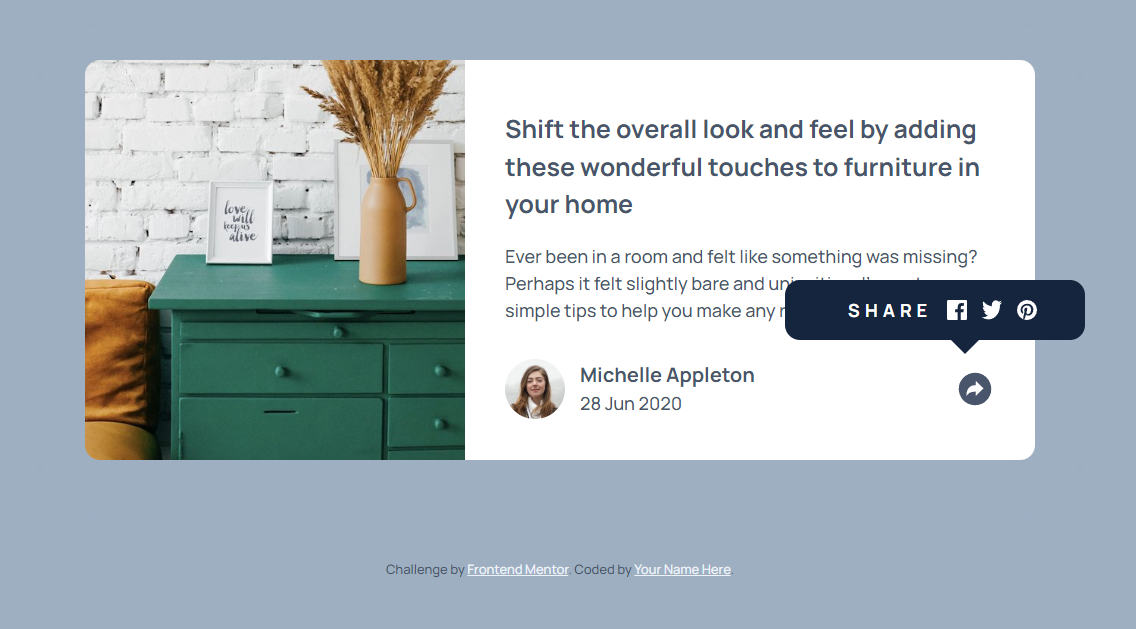 love
will
keep us
alive
Shift the overall look and feel by adding
these wonderful touches to furniture in
your home
Ever been in a room and felt like something was missing?
Perhaps it felt slightly bare and
simple tips to help you make any
SHARE
Michelle Appleton
28 Jun 2020
Challenge by Frontend Mentor. Coded by Your Name Here.